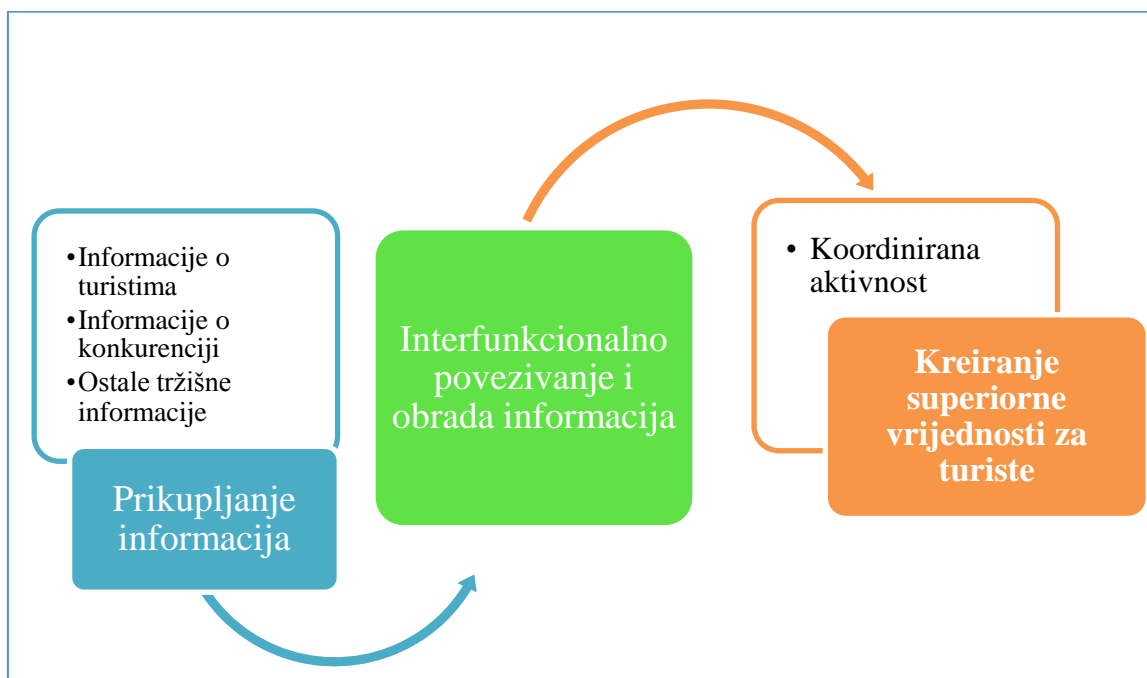 •Informacije o
turistima
•Informacije o
konkurenciji
•Ostale tržišne
informacije
Prikupljanje
informacija
Interfunkcionalno
povezivanje i
obrada informacija
• Koordinirana
aktivnost
Kreiranje
superiorne
vrijednosti za
turiste